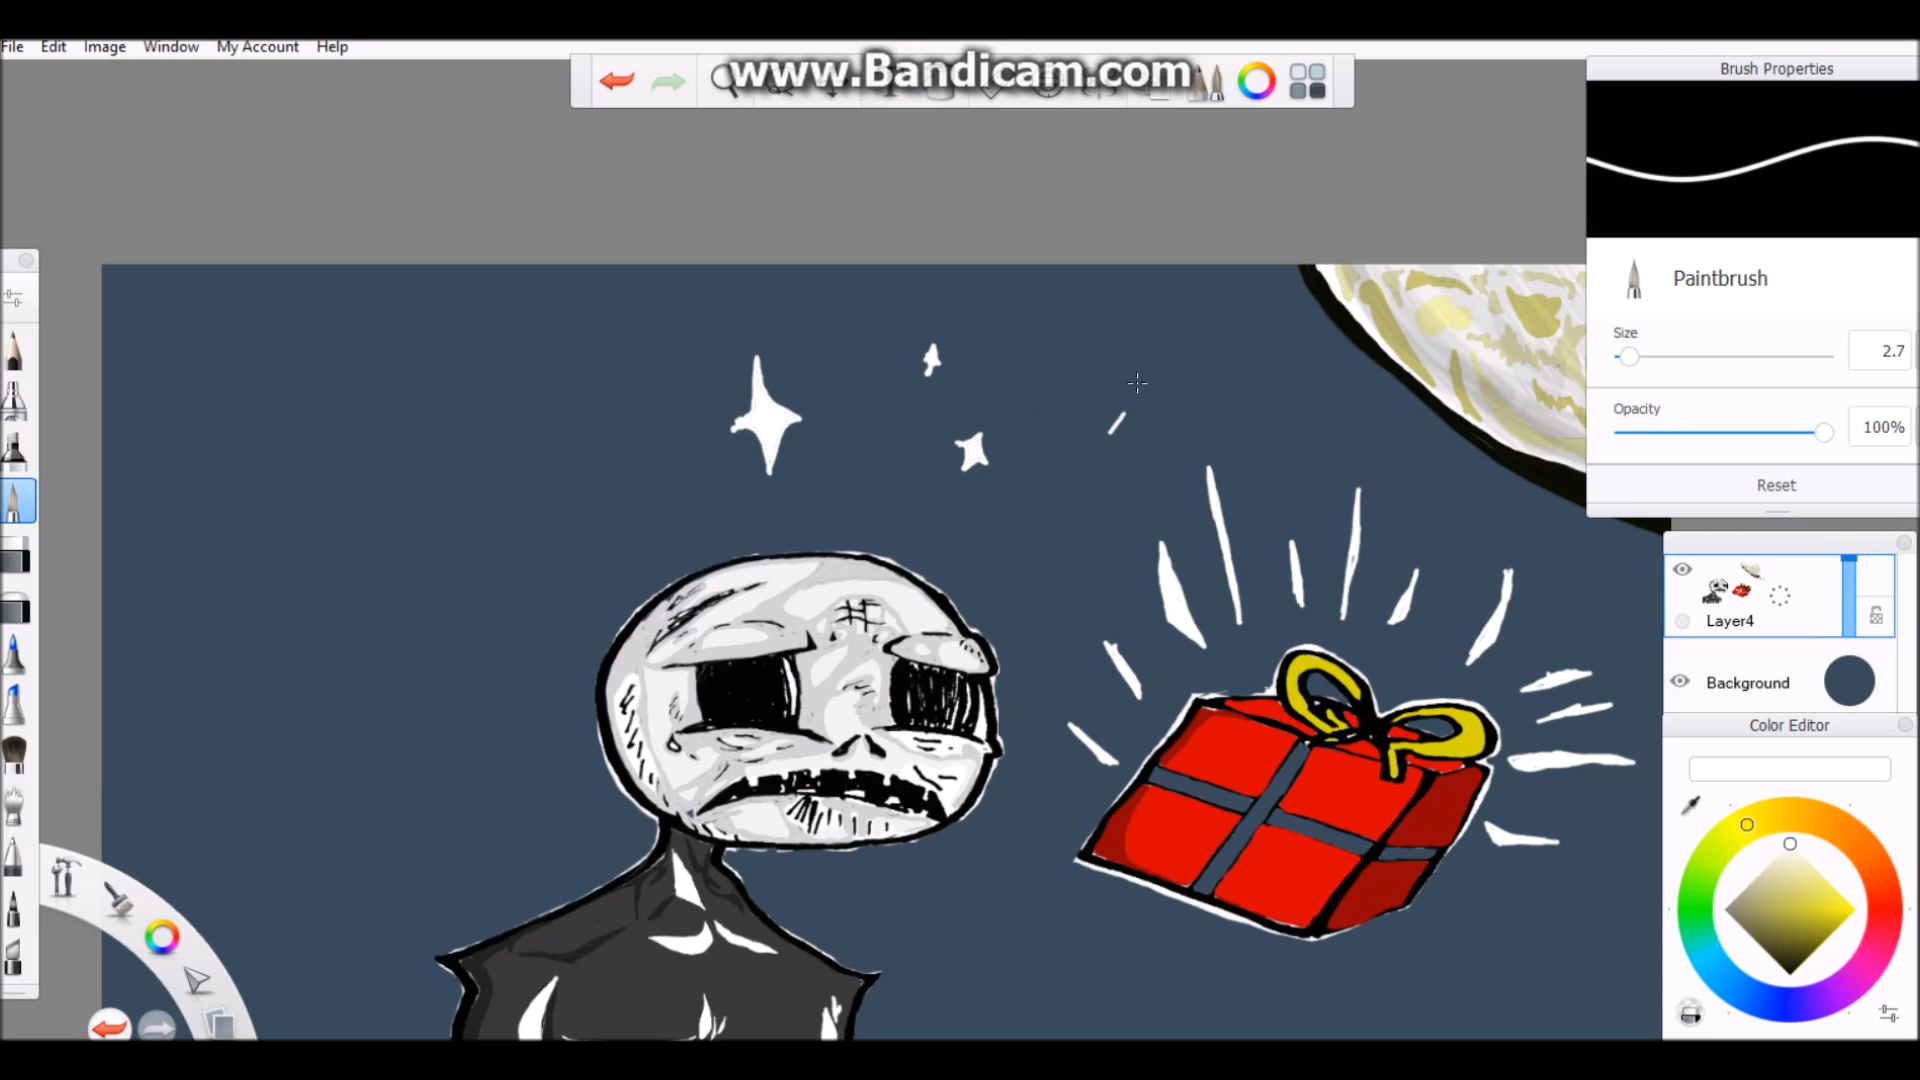 File Edit Image Window My Account Help
www.Bandicam.com
Brush Properties
Paintbrush
Size
2.7
Opacity
100%
Reset
Layer4
Background
Color Editor